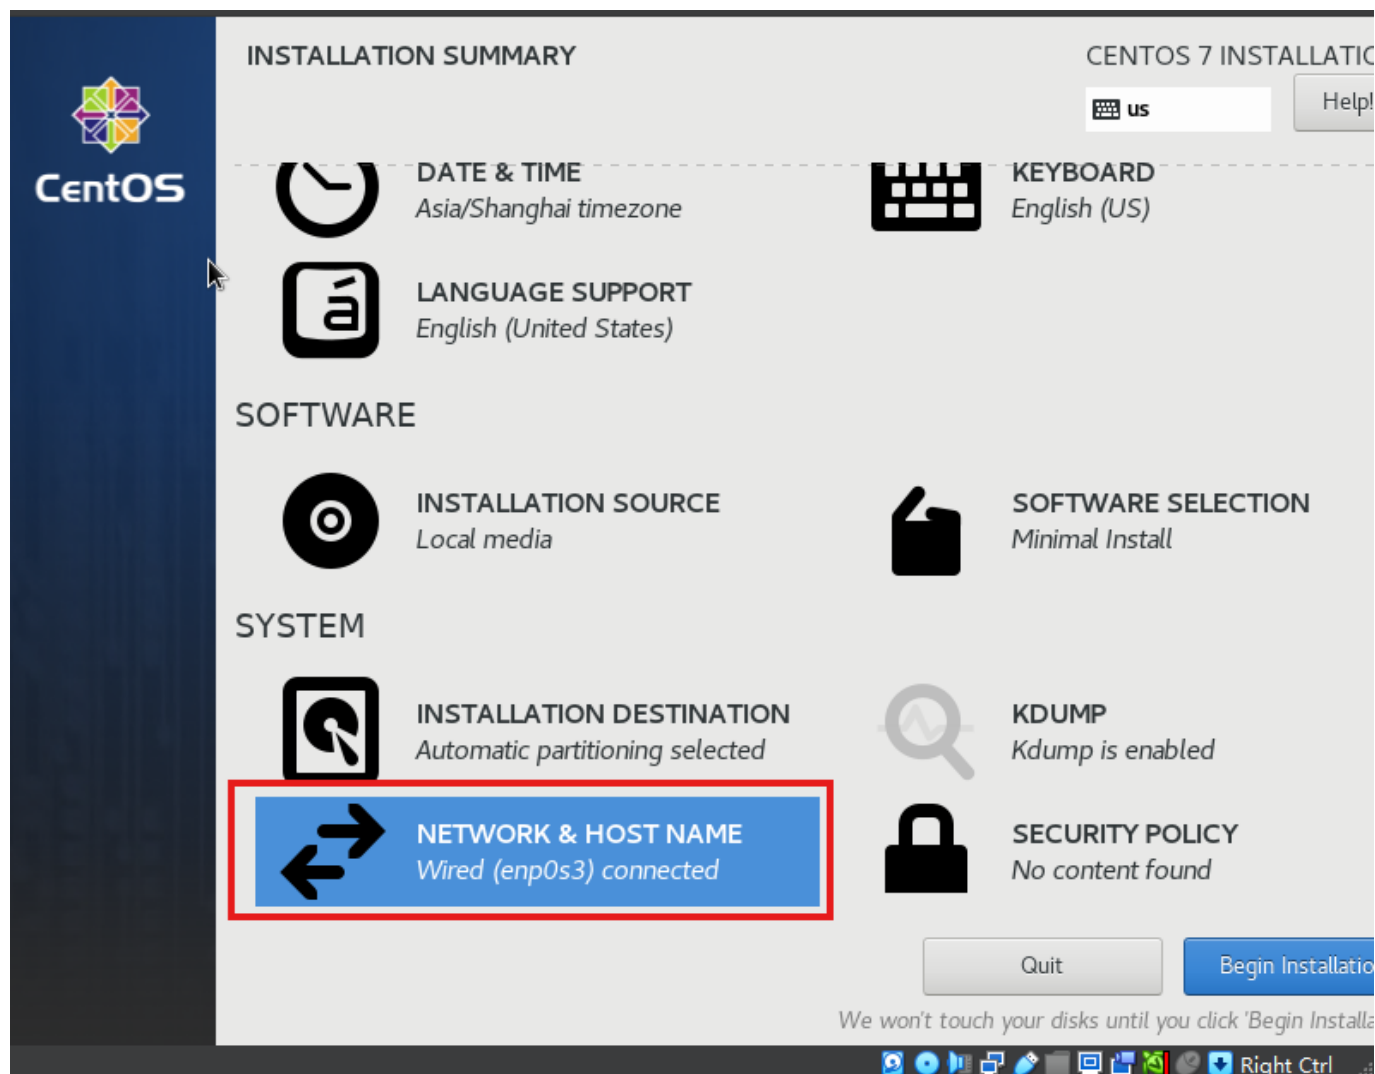 INSTALLATION SUMMARY
CENTOS 7 INSTALLATIO
us
Help!
CentOS
DATE & TIME
Asia/Shanghai timezone
KEYBOARD
English (US)
LANGUAGE SUPPORT
English (United States)
SOFTWARE
INSTALLATION SOURCE
Local media
SOFTWARE SELECTION
Minimal Install
SYSTEM
INSTALLATION DESTINATION
Automatic partitioning selected
KDUMP
Kdump is enabled
NETWORK & HOST NAME
Wired (enp0s3) connected
SECURITY POLICY
No content found
Quit
Begin Installatio
We won't touch your disks until you click 'Begin Installa
Right Ctrl